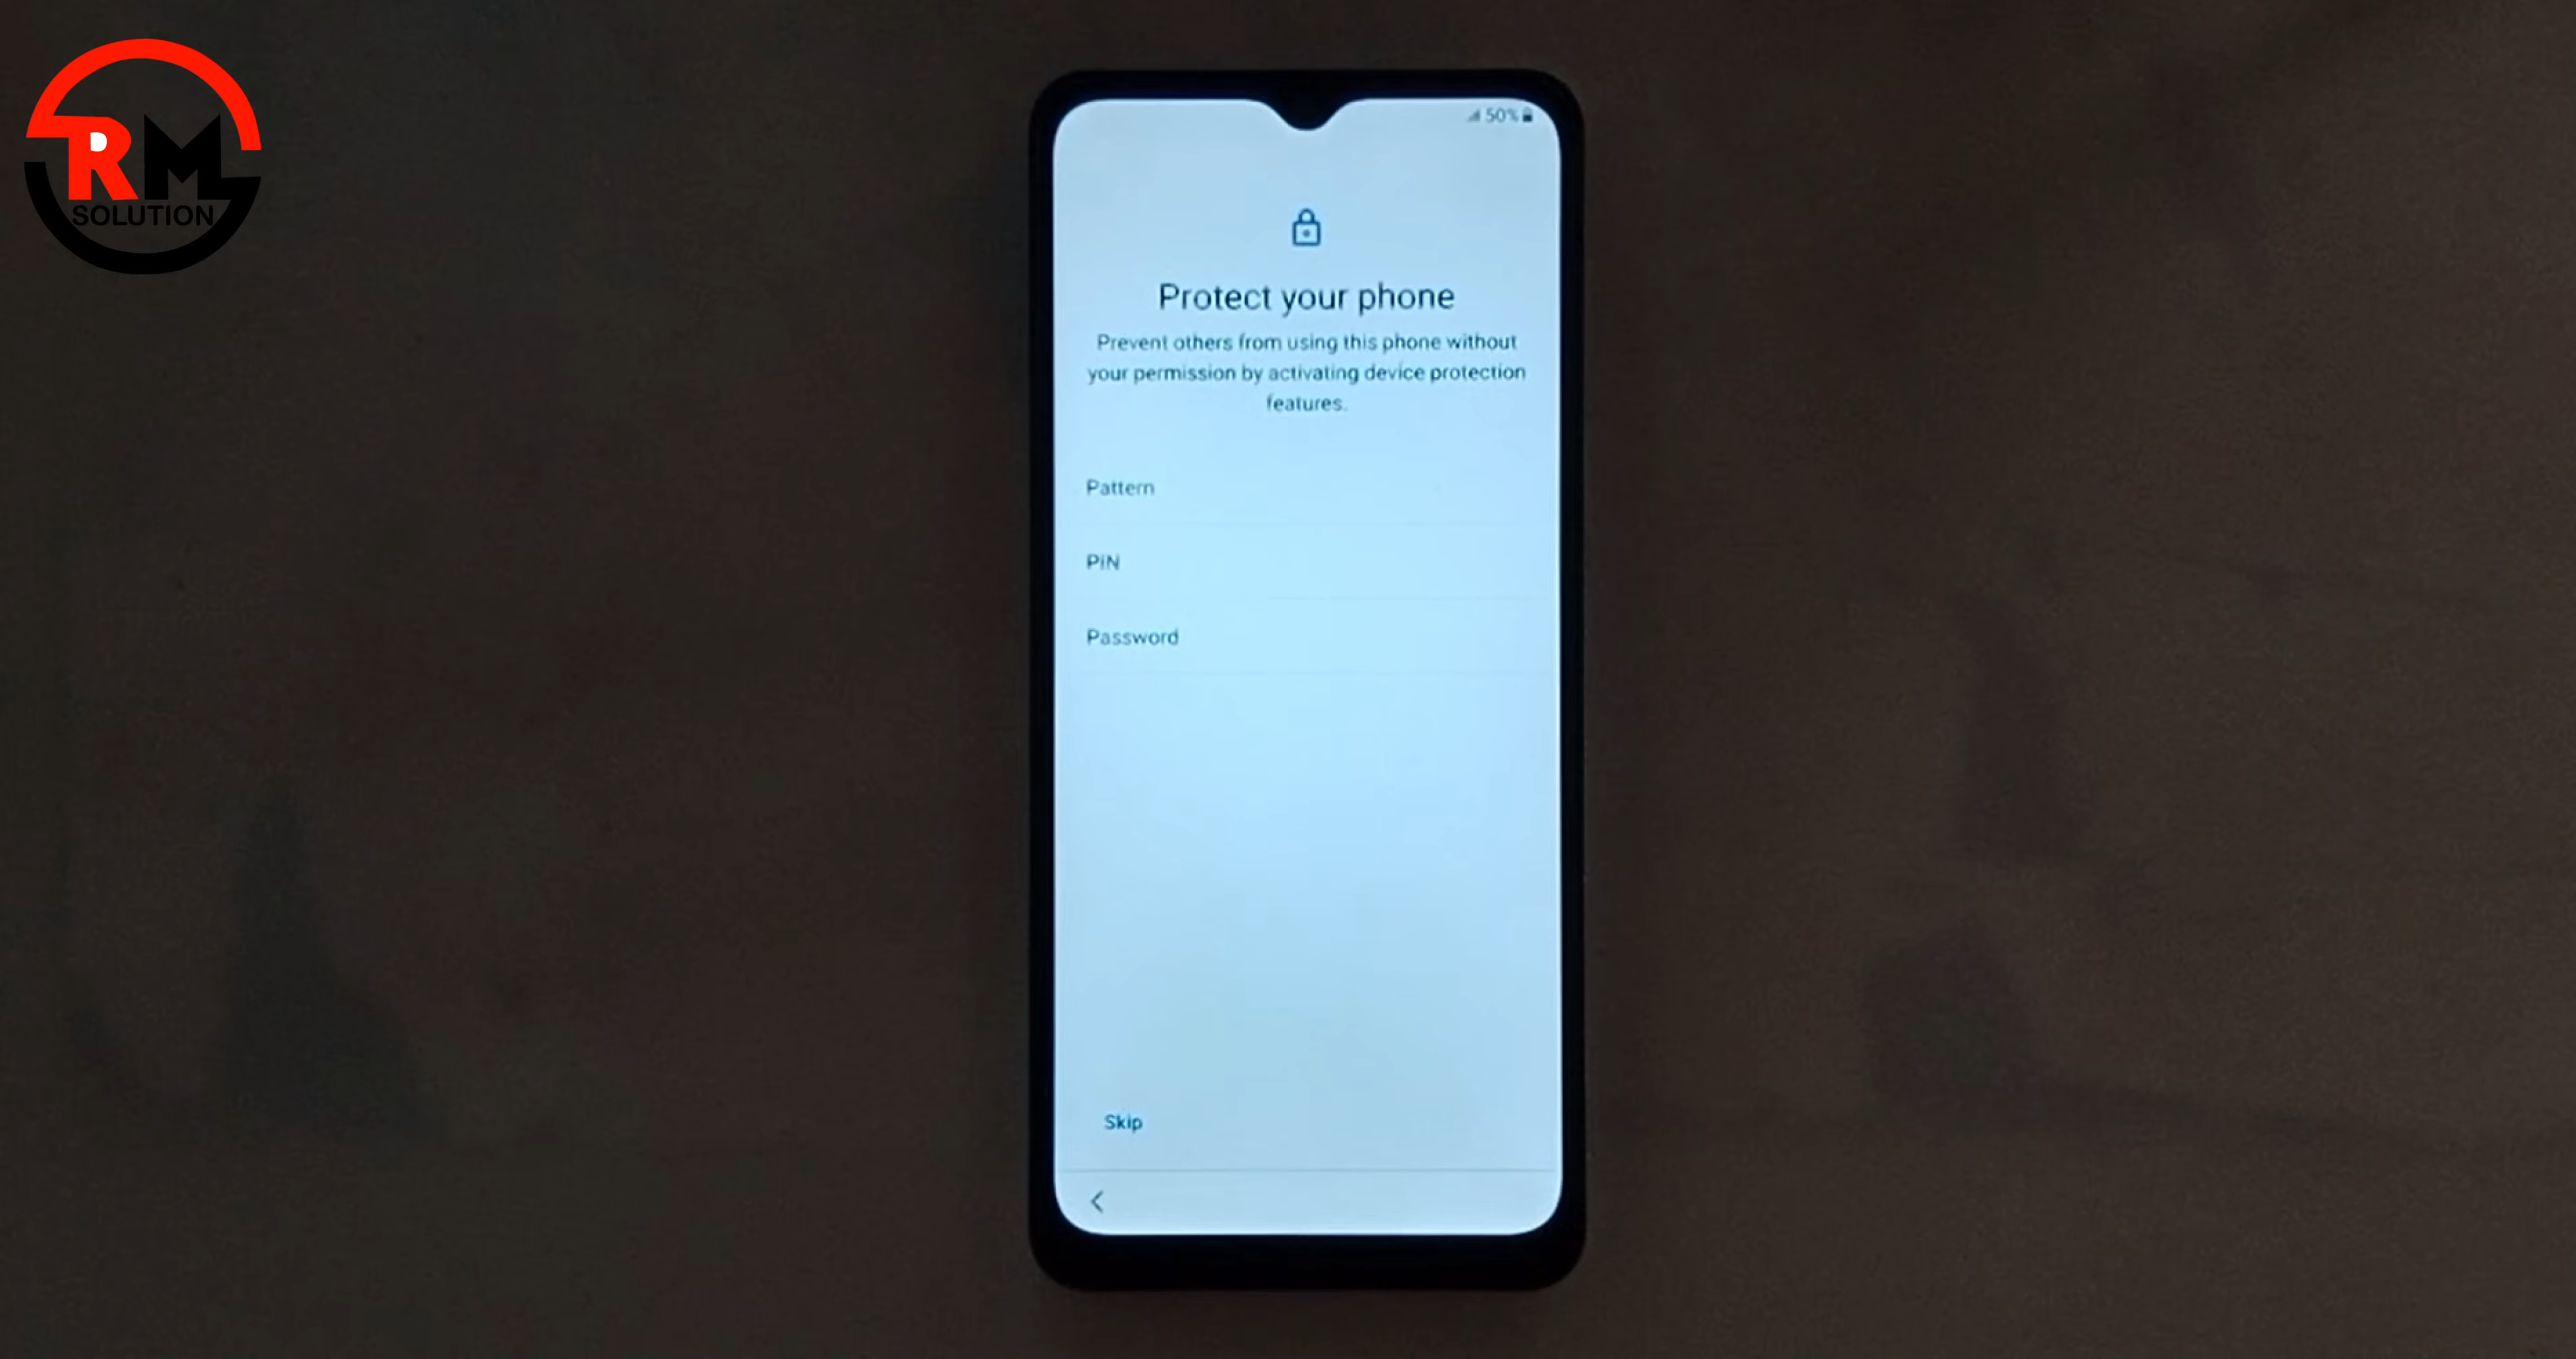 RM
SOLUTION
50%
Protect your phone
Prevent others from using this phone without
your permission by activating device protection
features.
Pattern
PIN
Password
Skip